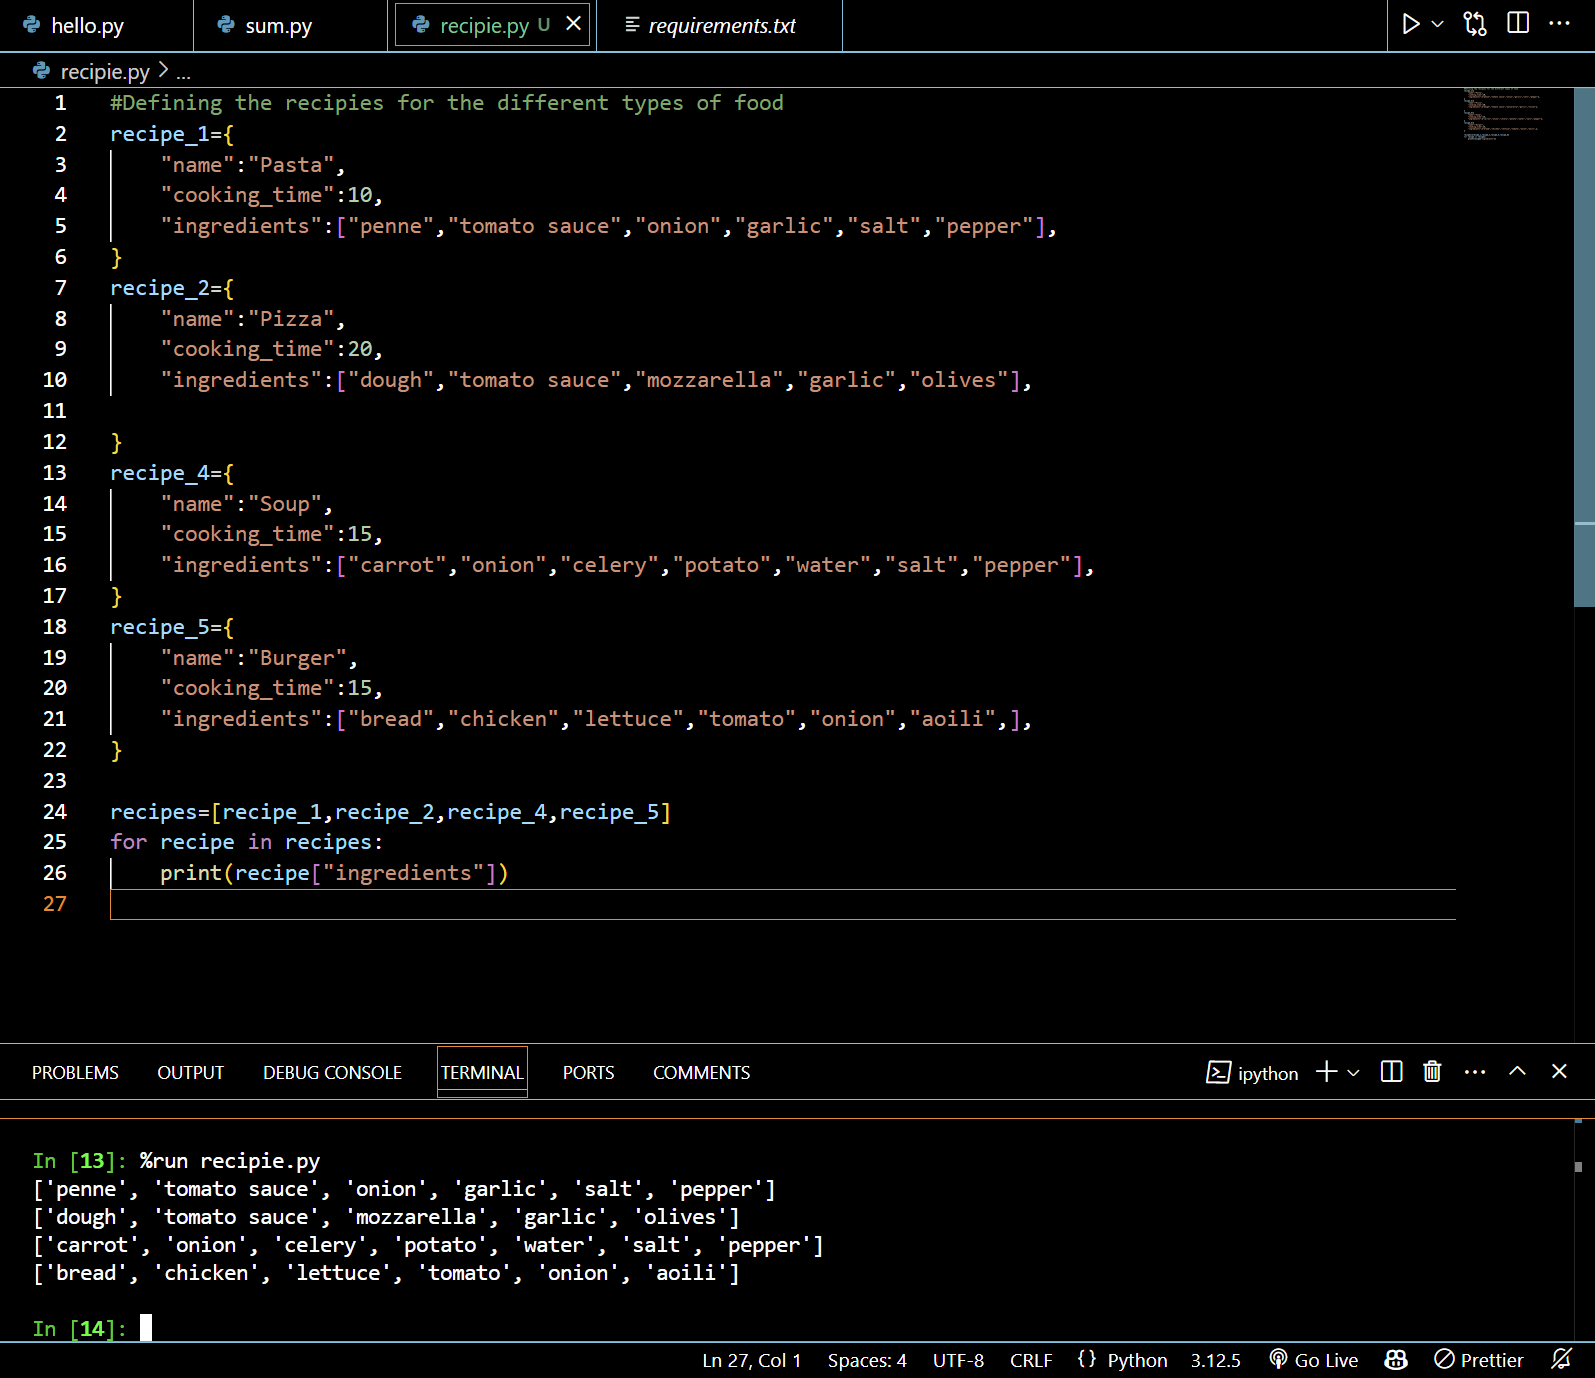 hello.py
sum.py
recipie.py U
requirements.txt
recipie.py > ...
1 #Defining the recipies for the different types of food
2 recipe_1={
3 "name":"Pasta",
4 "cooking_time":10,
5 "ingredients":["penne","tomato sauce","onion","garlic","salt","pepper"],
6 }
7 recipe_2={
8 "name":"Pizza",
9 "cooking_time":20,
10 "ingredients":["dough","tomato sauce","mozzarella","garlic","olives"],
11
12 }
13 recipe_4={
14 "name":"Soup",
15 "cooking_time":15,
16 "ingredients":["carrot","onion","celery","potato","water","salt","pepper"],
17 }
18 recipe_5={
19 "name":"Burger",
20 "cooking_time":15,
21 "ingredients":["bread","chicken","lettuce","tomato","onion","aoili",],
22 }
23
24 recipes=[recipe_1,recipe_2,recipe_4,recipe_5]
25 for recipe in recipes:
26 print(recipe["ingredients"])
27
PROBLEMS OUTPUT DEBUG CONSOLE TERMINAL PORTS COMMENTS
ipython
In [13]: %run recipie.py
['penne', 'tomato sauce', 'onion', 'garlic', 'salt', 'pepper']
['dough', 'tomato sauce', 'mozzarella', 'garlic', 'olives']
['carrot', 'onion', 'celery', 'potato', 'water', 'salt', 'pepper']
['bread', 'chicken', 'lettuce', 'tomato', 'onion', 'aoili']
In [14]:
Ln 27, Col 1 Spaces: 4 UTF-8 CRLF {} Python 3.12.5 Go Live Prettier